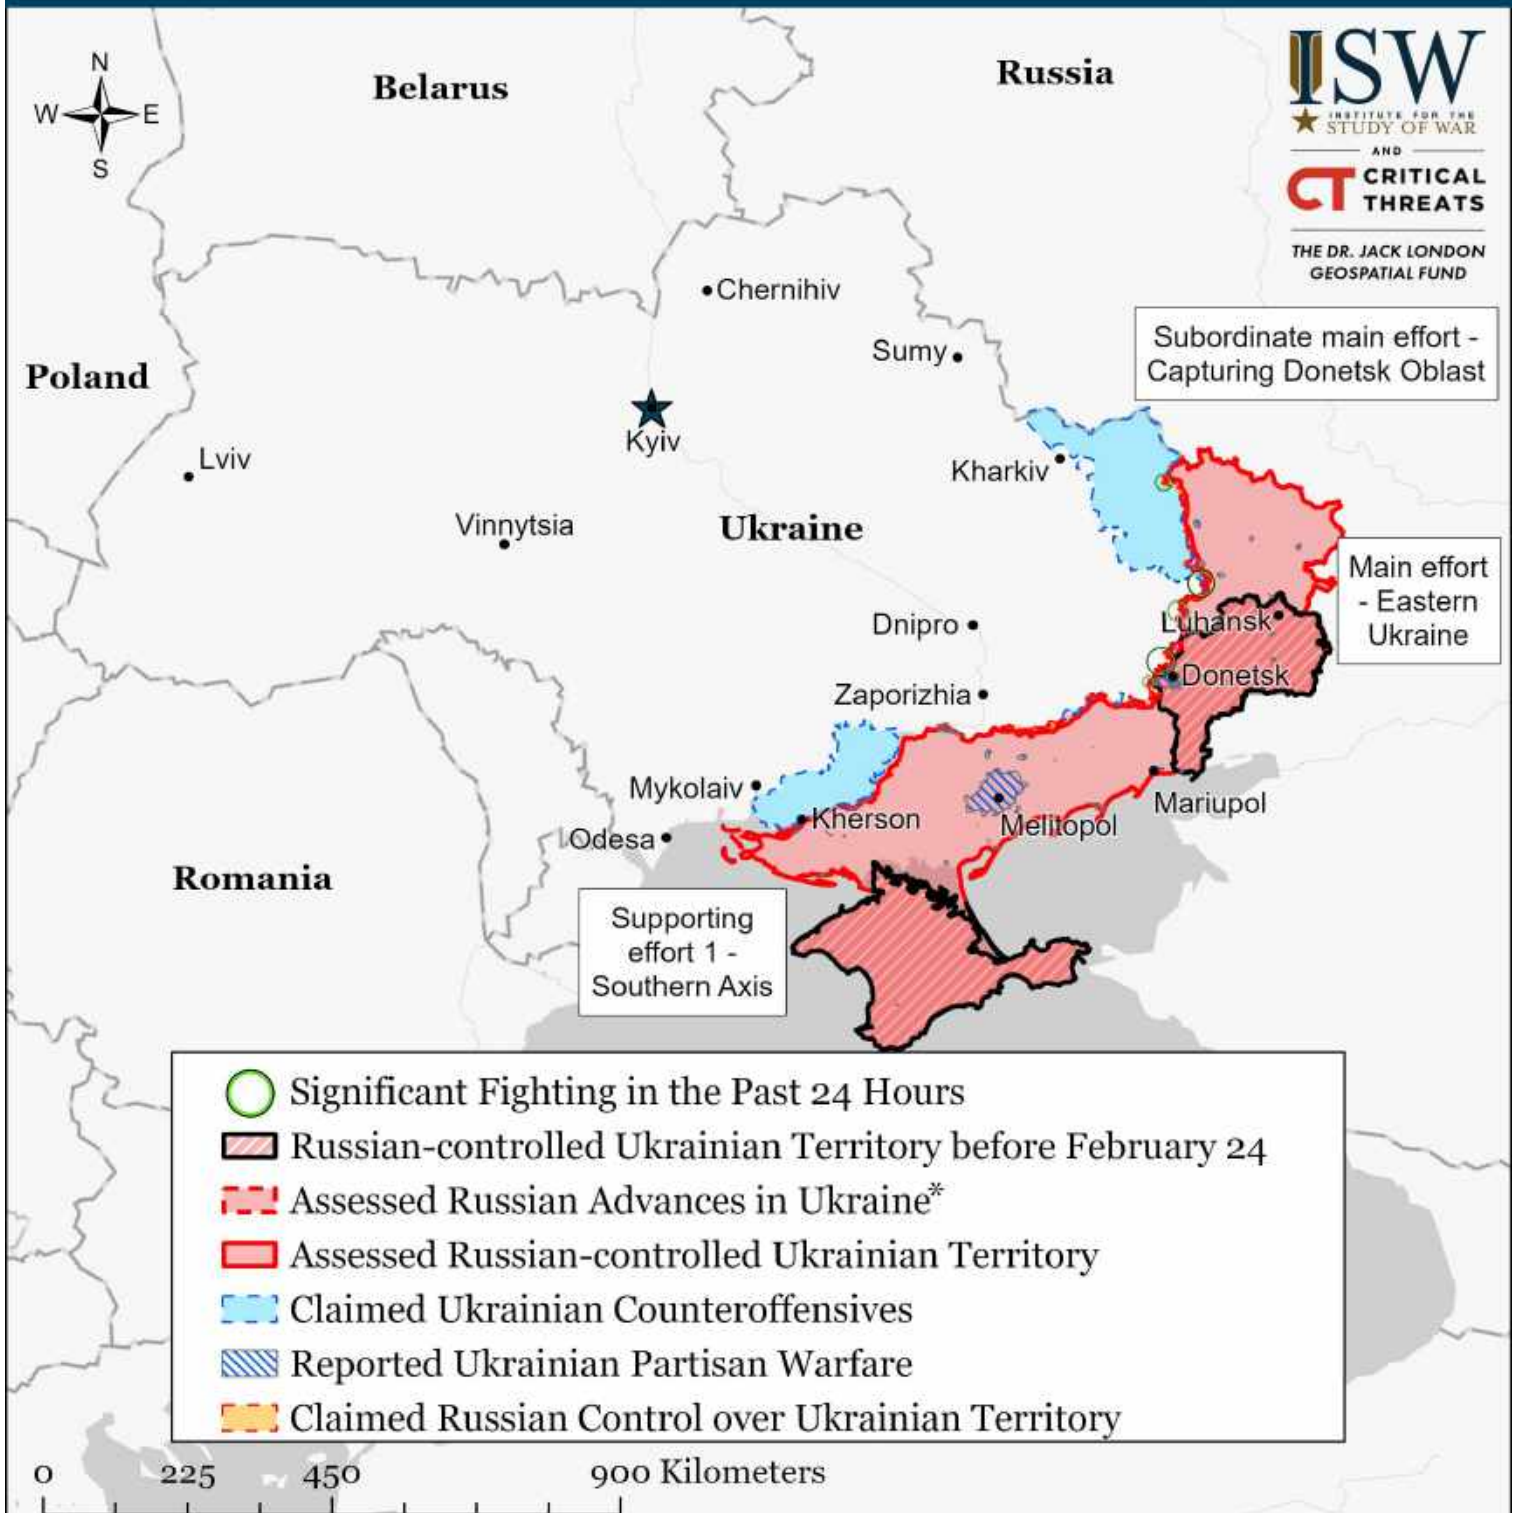 N
W E
S
Belarus
Russia
ISW
INSTITUTE FOR THE
STUDY OF WAR
AND
CT CRITICAL
THREATS
THE DR. JACK LONDON
GEOSPATIAL FUND
Chernihiv
Sumy
Subordinate main effort -
Capturing Donetsk Oblast
Poland
Kyiv
Lviv
Kharkiv
Vinnytsia
Ukraine
Main effort
- Eastern
Ukraine
Dnipro
Luhansk
Donetsk
Zaporizhia
Mykolaiv
Mariupol
Kherson
Melitopol
Odesa
Romania
Supporting
effort 1 -
Southern Axis
Significant Fighting in the Past 24 Hours
Russian-controlled Ukrainian Territory before February 24
Assessed Russian Advances in Ukraine*
Assessed Russian-controlled Ukrainian Territory
Claimed Ukrainian Counteroffensives
Reported Ukrainian Partisan Warfare
Claimed Russian Control over Ukrainian Territory
0 225 450 900 Kilometers